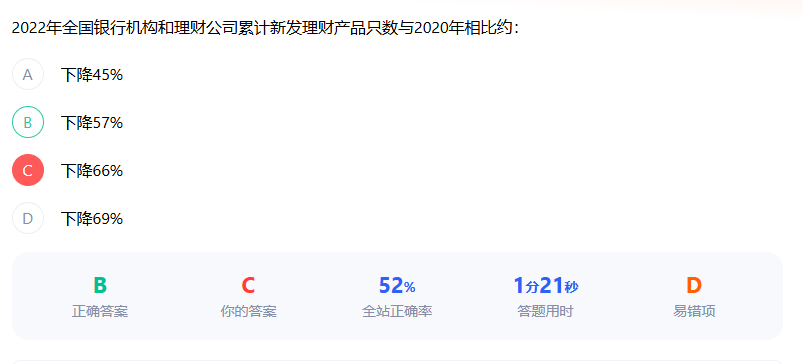 2022年全国银行机构和理财公司累计新发理财产品只数与2020年相比约：
A 下降45%
B 下降57%
C 下降66%
D 下降69%
B C 52% 1分21秒 D
正确答案 你的答案 全站正确率 答题用时 易错项